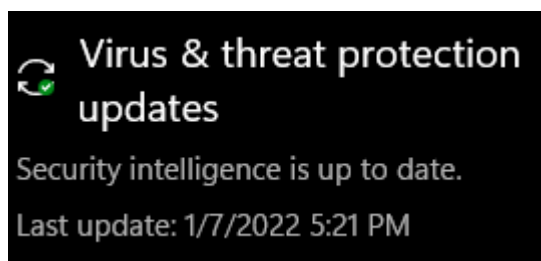 Virus & threat protection
updates
Security intelligence is up to date.
Last update: 1/7/2022 5:21 PM